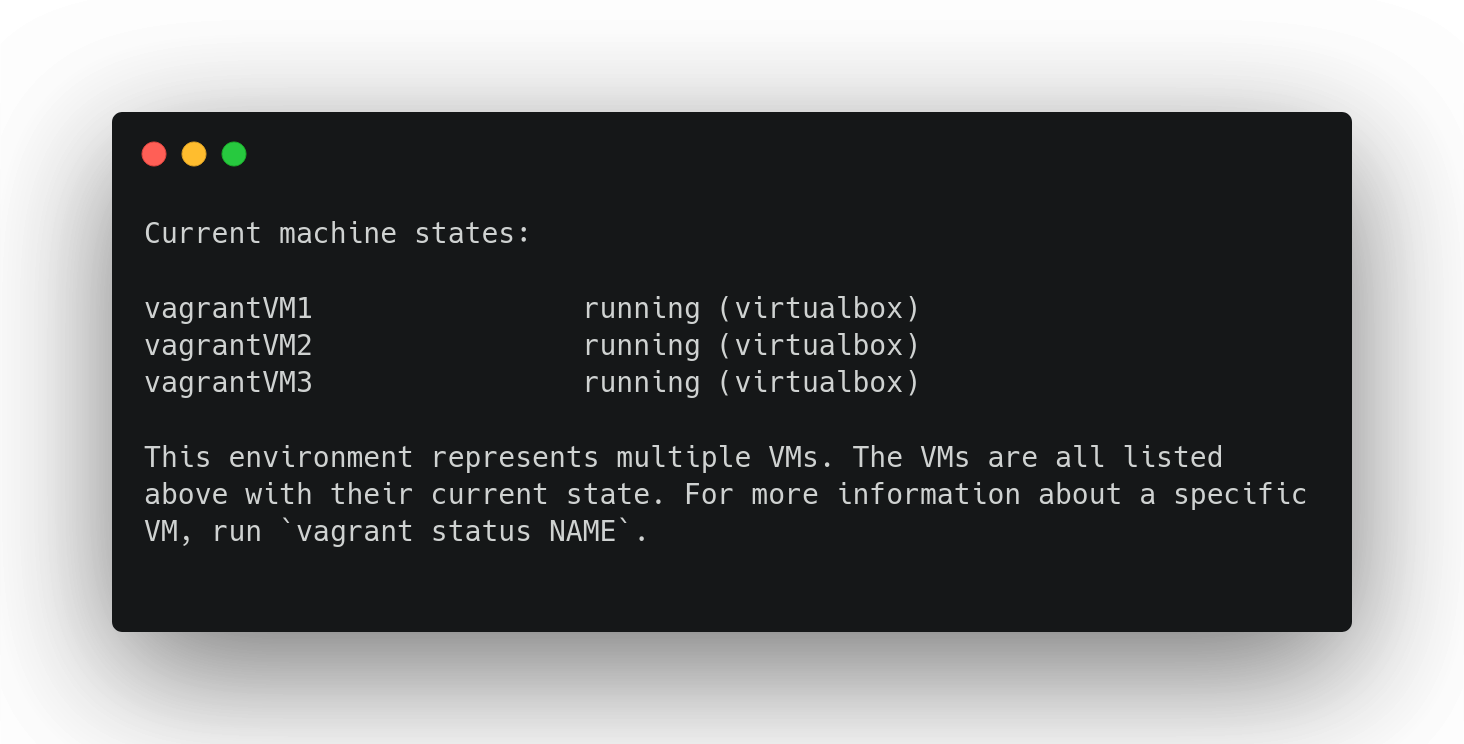 Current machine states:
vagrantVM1                running (virtualbox)
vagrantVM2                running (virtualbox)
vagrantVM3                running (virtualbox)
This environment represents multiple VMs. The VMs are all listed
above with their current state. For more information about a specific
VM, run `vagrant status NAME`.